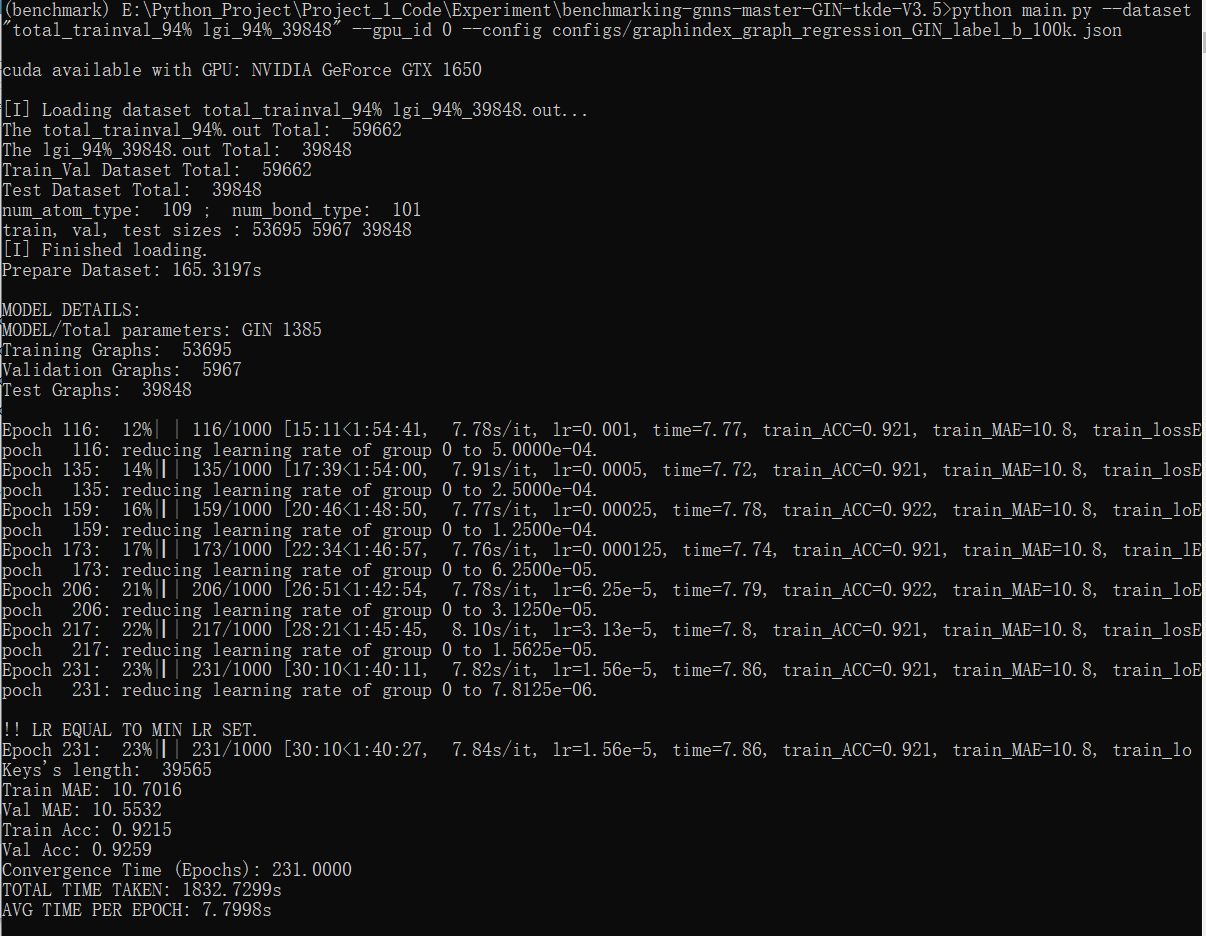 (benchmark) E:\Python_Project\Project_1_Code\Experiment\benchmarking-gnns-master-GIN-tkde-V3.5>python main.py --dataset
"total_trainval_94% lgi_94%_39848" --gpu_id 0 --config configs/graphindex_graph_regression_GIN_label_b_100k.json
cuda available with GPU: NVIDIA GeForce GTX 1650
[I] Loading dataset total_trainval_94% lgi_94%_39848.out...
The total_trainval_94%.out Total:  59662
The lgi_94%_39848.out Total:  39848
Train_Val Dataset Total:  59662
Test Dataset Total:  39848
num_atom_type:  109 ;  num_bond_type:  101
train, val, test sizes : 53695 5967 39848
[I] Finished loading.
Prepare Dataset: 165.3197s
MODEL DETAILS:
MODEL/Total parameters: GIN 1385
Training Graphs:  53695
Validation Graphs:  5967
Test Graphs:  39848
Epoch 116:  12%| | 116/1000 [15:11<1:54:41,  7.78s/it, lr=0.001, time=7.77, train_ACC=0.921, train_MAE=10.8, train_lossE
poch   116: reducing learning rate of group 0 to 5.0000e-04.
Epoch 135:  14%|| | 135/1000 [17:39<1:54:00,  7.91s/it, lr=0.0005, time=7.72, train_ACC=0.921, train_MAE=10.8, train_losE
poch   135: reducing learning rate of group 0 to 2.5000e-04.
Epoch 159:  16%|| | 159/1000 [20:46<1:48:50,  7.77s/it, lr=0.00025, time=7.78, train_ACC=0.922, train_MAE=10.8, train_loE
poch   159: reducing learning rate of group 0 to 1.2500e-04.
Epoch 173:  17%|| | 173/1000 [22:34<1:46:57,  7.76s/it, lr=0.000125, time=7.74, train_ACC=0.921, train_MAE=10.8, train_lE
poch   173: reducing learning rate of group 0 to 6.2500e-05.
Epoch 206:  21%|| | 206/1000 [26:51<1:42:54,  7.78s/it, lr=6.25e-5, time=7.79, train_ACC=0.922, train_MAE=10.8, train_loE
poch   206: reducing learning rate of group 0 to 3.1250e-05.
Epoch 217:  22%|| | 217/1000 [28:21<1:45:45,  8.10s/it, lr=3.13e-5, time=7.8, train_ACC=0.921, train_MAE=10.8, train_losE
poch   217: reducing learning rate of group 0 to 1.5625e-05.
Epoch 231:  23%|| | 231/1000 [30:10<1:40:11,  7.82s/it, lr=1.56e-5, time=7.86, train_ACC=0.921, train_MAE=10.8, train_loE
poch   231: reducing learning rate of group 0 to 7.8125e-06.
!! LR EQUAL TO MIN LR SET.
Epoch 231:  23%|| | 231/1000 [30:10<1:40:27,  7.84s/it, lr=1.56e-5, time=7.86, train_ACC=0.921, train_MAE=10.8, train_lo
Keys's length:  39565
Train MAE: 10.7016
Val MAE: 10.5532
Train Acc: 0.9215
Val Acc: 0.9259
Convergence Time (Epochs): 231.0000
TOTAL TIME TAKEN: 1832.7299s
AVG TIME PER EPOCH: 7.7998s